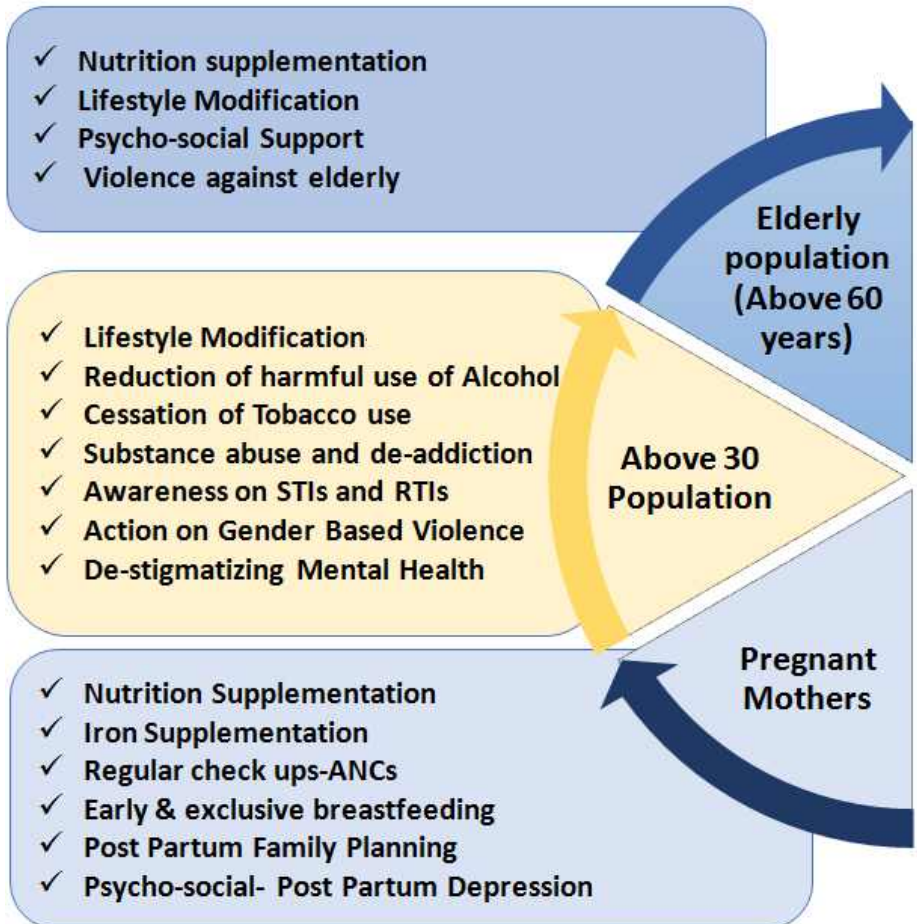 ✓ Nutrition supplementation
✓ Lifestyle Modification
✓ Psycho-social Support
✓ Violence against elderly
Elderly
population
(Above 60
years)
✓ Lifestyle Modification
✓ Reduction of harmful use of Alcohol
✓ Cessation of Tobacco use
✓ Substance abuse and de-addiction
✓ Awareness on STIs and RTIs
✓ Action on Gender Based Violence
✓ De-stigmatizing Mental Health
Above 30
Population
✓ Nutrition Supplementation
✓ Iron Supplementation
✓ Regular check ups-ANCs
✓ Early & exclusive breastfeeding
✓ Post Partum Family Planning
✓ Psycho-social- Post Partum Depression
Pregnant
Mothers